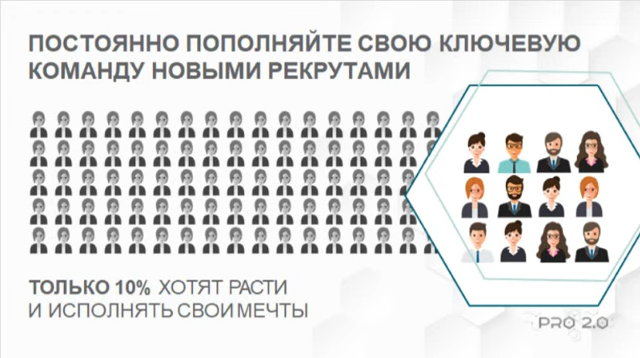 ПОСТОЯННО ПОПОЛНЯЙТЕ СВОЮ КЛЮЧЕВУЮ
КОМАНДУ НОВЫМИ РЕКРУТАМИ
ТОЛЬКО 10% ХОТЯТ РАСТИ
И ИСПОЛНЯТЬ СВОИ МЕЧТЫ
PRO 2.0